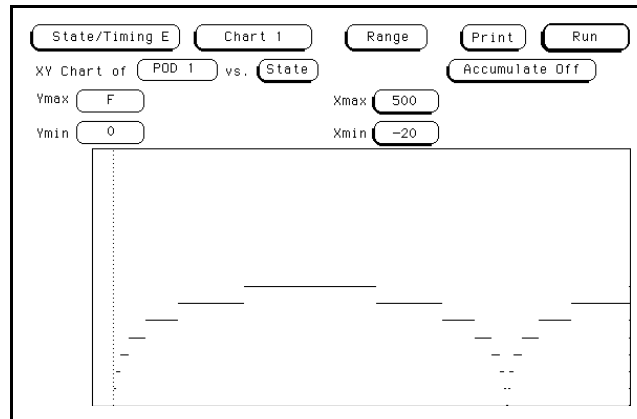 State/Timing E Chart 1 Range Print Run
XY Chart of POD 1 vs. State Accumulate Off
Ymax F Xmax 500
Ymin 0 Xmin -20